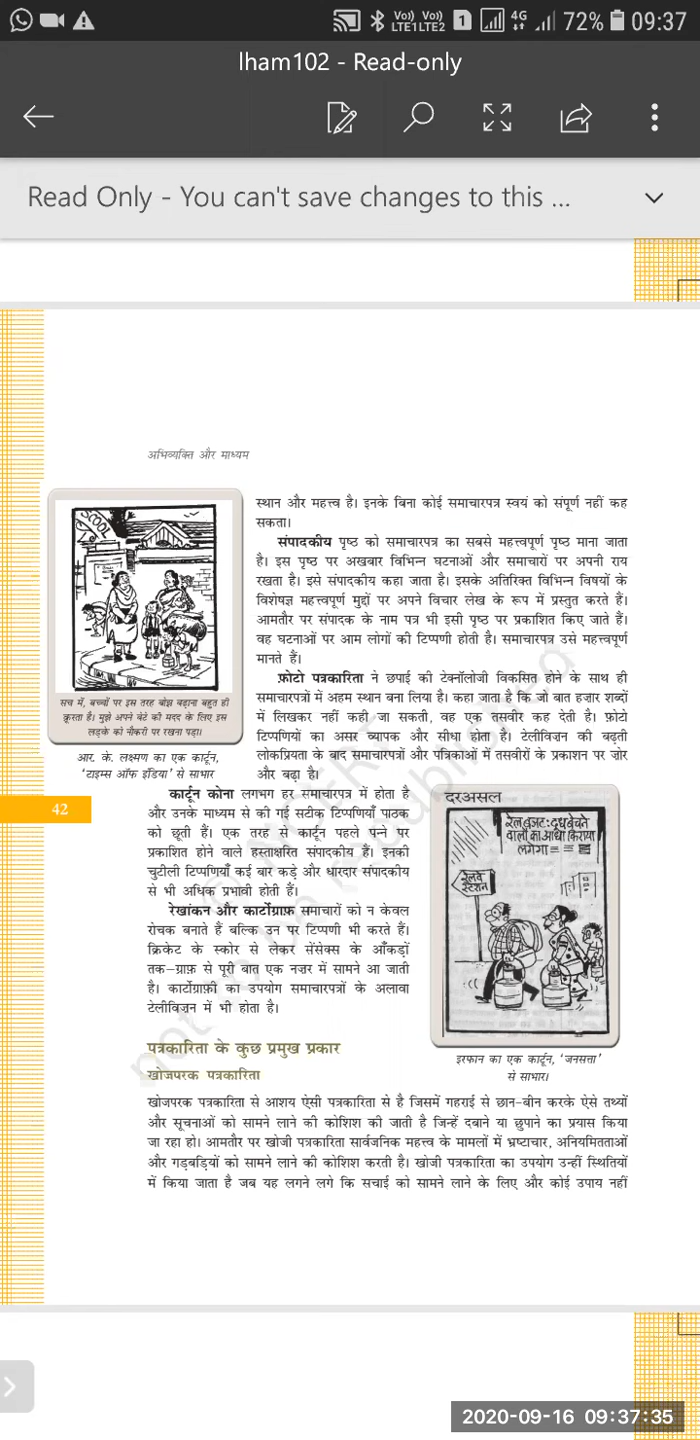 Vo) Vo)
LTE1 LTE2 1 4G 72% 09:37
lham102 - Read-only
Read Only - You can't save changes to this ...
अभिव्यक्ति और माध्यम
स्थान और महत्त्व है। इनके बिना कोई समाचारपत्र स्वयं को संपूर्ण नहीं कह
सकता।
संपादकीय पृष्ठ को समाचारपत्र का सबसे महत्त्वपूर्ण पृष्ठ माना जाता
है। इस पृष्ठ पर अखबार विभिन्न घटनाओं और समाचारों पर अपनी राय
रखता है। इसे संपादकीय कहा जाता है। इसके अतिरिक्त विभिन्न विषयों के
विशेषज्ञ महत्त्वपूर्ण मुद्दों पर अपने विचार लेख के रूप में प्रस्तुत करते हैं।
आमतौर पर संपादक के नाम पत्र भी इसी पृष्ठ पर प्रकाशित किए जाते हैं।
वह घटनाओं पर आम लोगों की टिप्पणी होती है। समाचारपत्र उसे महत्त्वपूर्ण
मानते हैं।
फ़ोटो पत्रकारिता ने छपाई की टेक्नॉलोजी विकसित होने के साथ ही
समाचारपत्रों में अहम स्थान बना लिया है। कहा जाता है कि जो बात हज़ार शब्दों
में लिखकर नहीं कही जा सकती, वह एक तसवीर कह देती है। फ़ोटो
टिप्पणियों का असर व्यापक और सीधा होता है। टेलीविज़न की बढ़ती
लोकप्रियता के बाद समाचारपत्रों और पत्रिकाओं में तसवीरों के प्रकाशन पर ज़ोर
और बढ़ा है।
SCHOOL
सच में, बच्चों पर इस तरह बोझ बढ़ाना बहुत ही
क्रूरता है। मुझे अपने बेटे की मदद के लिए इस
लड़के को नौकरी पर रखना पड़ा।
आर. के. लक्ष्मण का एक कार्टून,
'टाइम्स ऑफ इंडिया' से साभार
42
कार्टून कोना लगभग हर समाचारपत्र में होता है
और उनके माध्यम से की गई सटीक टिप्पणियाँ पाठक
को छूती हैं। एक तरह से कार्टून पहले पन्ने पर
प्रकाशित होने वाले हस्ताक्षरित संपादकीय हैं। इनकी
चुटीली टिप्पणियाँ कई बार कड़े और धारदार संपादकीय
से भी अधिक प्रभावी होती हैं।
रेखांकन और कार्टोग्राफ़ समाचारों को न केवल
रोचक बनाते हैं बल्कि उन पर टिप्पणी भी करते हैं।
क्रिकेट के स्कोर से लेकर सेंसेक्स के आँकड़ों
तक-ग्राफ़ से पूरी बात एक नज़र में सामने आ जाती
है। कार्टोग्राफ़ी का उपयोग समाचारपत्रों के अलावा
टेलीविज़न में भी होता है।
दरअसल
रेल बजट: दूध बेचने
वालों का आधा किराया
लगेगा
रेलवे
स्टेशन
इरफान का एक कार्टून, 'जनसत्ता'
से साभार।
पत्रकारिता के कुछ प्रमुख प्रकार
खोजपरक पत्रकारिता
खोजपरक पत्रकारिता से आशय ऐसी पत्रकारिता से है जिसमें गहराई से छान-बीन करके ऐसे तथ्यों
और सूचनाओं को सामने लाने की कोशिश की जाती है जिन्हें दबाने या छुपाने का प्रयास किया
जा रहा हो। आमतौर पर खोजी पत्रकारिता सार्वजनिक महत्त्व के मामलों में भ्रष्टाचार, अनियमितताओं
और गड़बड़ियों को सामने लाने की कोशिश करती है। खोजी पत्रकारिता का उपयोग उन्हीं स्थितियों
में किया जाता है जब यह लगने लगे कि सचाई को सामने लाने के लिए और कोई उपाय नहीं
© NCERT
not to be republished
2020-09-16 09:37:35